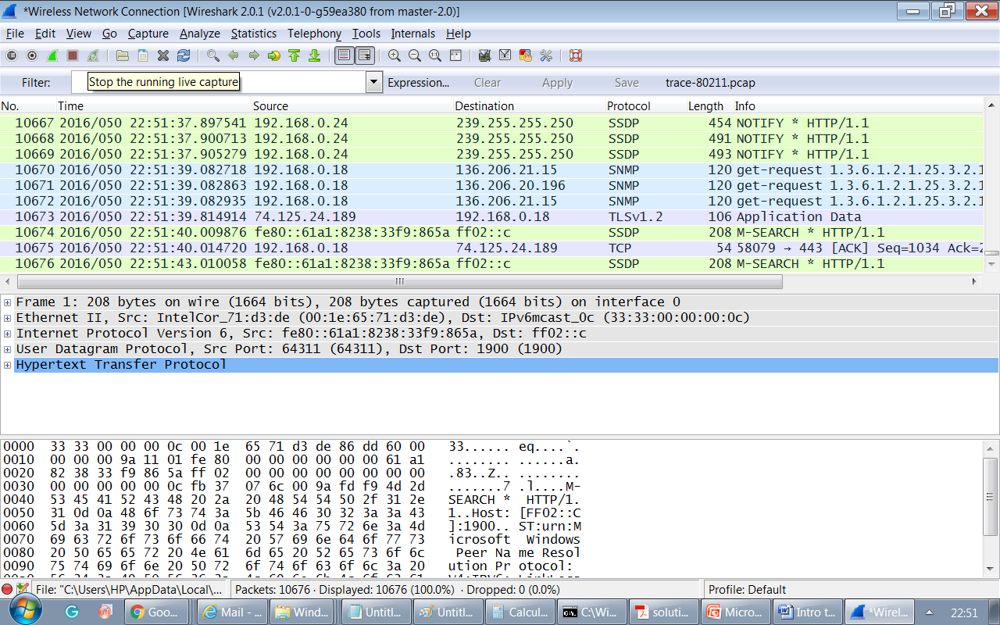 *Wireless Network Connection [Wireshark 2.0.1 (v2.0.1-0-g59ea380 from master-2.0)]
File Edit View Go Capture Analyze Statistics Telephony Tools Internals Help
Filter: Stop the running live capture Expression... Clear Apply Save trace-80211.pcap
No. Time Source Destination Protocol Length Info
10667 2016/050 22:51:37.897541 192.168.0.24 239.255.255.250 SSDP 454 NOTIFY * HTTP/1.1
10668 2016/050 22:51:37.900713 192.168.0.24 239.255.255.250 SSDP 491 NOTIFY * HTTP/1.1
10669 2016/050 22:51:37.905279 192.168.0.24 239.255.255.250 SSDP 493 NOTIFY * HTTP/1.1
10670 2016/050 22:51:39.082718 192.168.0.18 136.206.21.15 SNMP 120 get-request 1.3.6.1.2.1.25.3.2.1
10671 2016/050 22:51:39.082863 192.168.0.18 136.206.20.196 SNMP 120 get-request 1.3.6.1.2.1.25.3.2.1
10672 2016/050 22:51:39.082935 192.168.0.18 136.206.21.15 SNMP 120 get-request 1.3.6.1.2.1.25.3.2.1
10673 2016/050 22:51:39.814914 74.125.24.189 192.168.0.18 TLSv1.2 106 Application Data
10674 2016/050 22:51:40.009876 fe80::61a1:8238:33f9:865a ff02::c SSDP 208 M-SEARCH * HTTP/1.1
10675 2016/050 22:51:40.014720 192.168.0.18 74.125.24.189 TCP 54 58079 → 443 [ACK] Seq=1034 Ack=2
10676 2016/050 22:51:43.010058 fe80::61a1:8238:33f9:865a ff02::c SSDP 208 M-SEARCH * HTTP/1.1
Frame 1: 208 bytes on wire (1664 bits), 208 bytes captured (1664 bits) on interface 0
Ethernet II, Src: IntelCor_71:d3:de (00:1e:65:71:d3:de), Dst: IPv6mcast_0c (33:33:00:00:00:0c)
Internet Protocol Version 6, Src: fe80::61a1:8238:33f9:865a, Dst: ff02::c
User Datagram Protocol, Src Port: 64311 (64311), Dst Port: 1900 (1900)
Hypertext Transfer Protocol
0000 33 33 00 00 00 0c 00 1e 65 71 d3 de 86 dd 60 00 33...... eq....`.
0010 00 00 00 9a 11 01 fe 80 00 00 00 00 00 00 61 a1 ........ ......a.
0020 82 38 33 f9 86 5a ff 02 00 00 00 00 00 00 00 00 .83..Z.. ........
0030 00 00 00 00 00 0c fb 37 07 6c 00 9a fd f9 4d 2d .......7 .l....M-
0040 53 45 41 52 43 48 20 2a 20 48 54 54 50 2f 31 2e SEARCH * HTTP/1.
0050 31 0d 0a 48 6f 73 74 3a 5b 46 46 30 32 3a 3a 43 1..Host: [FF02::C
0060 5d 3a 31 39 30 30 0d 0a 53 54 3a 75 72 6e 3a 4d ]:1900.. ST:urn:M
0070 69 63 72 6f 73 6f 66 74 20 57 69 6e 64 6f 77 73 icrosoft Windows
0080 20 50 65 65 72 20 4e 61 6d 65 20 52 65 73 6f 6c Peer Na me Resol
0090 75 74 69 6f 6e 20 50 72 6f 74 6f 63 6f 6c 3a 20 ution Pr otocol:
File: "C:\Users\HP\AppData\Local\... Packets: 10676 · Displayed: 10676 (100.0%) · Dropped: 0 (0.0%) Profile: Default
G Goo... Mail - ... Wind... Untitl... Untitl... Calcul... C:\Wi... soluti... Micro... Intro t... *Wirel... 22:51